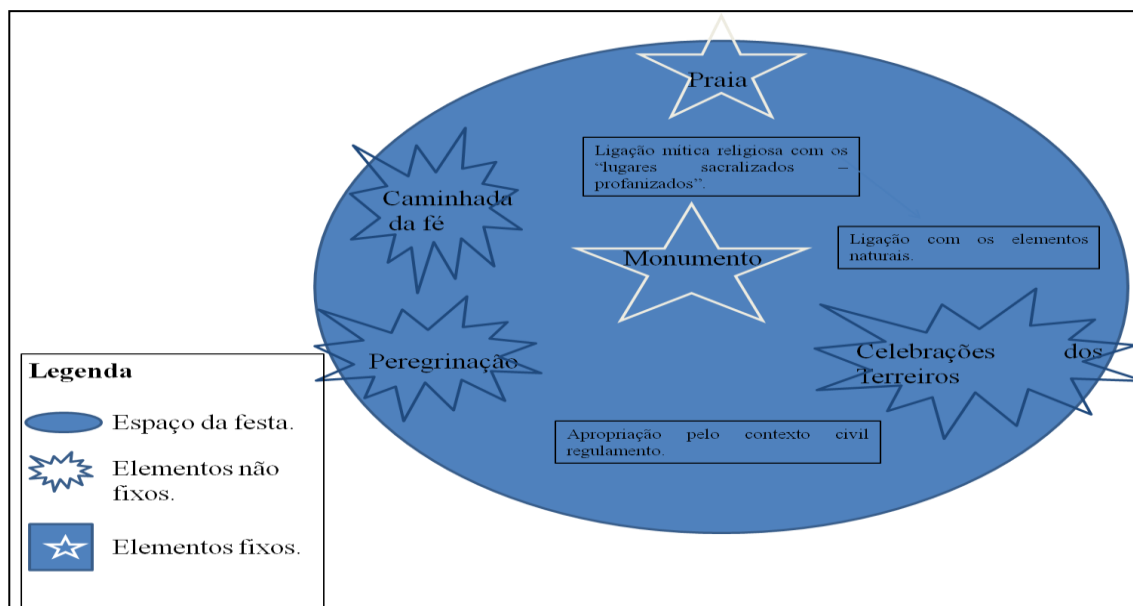 Praia
Ligação mítica religiosa com os
“lugares sacralizados –
profanizados”.
Caminhada
da fé
Ligação com os elementos
naturais.
Monumento
Peregrinação
Celebrações dos
Terreiros
Apropriação pelo contexto civil
regulamento.
Legenda
Espaço da festa.
Elementos não
fixos.
Elementos fixos.